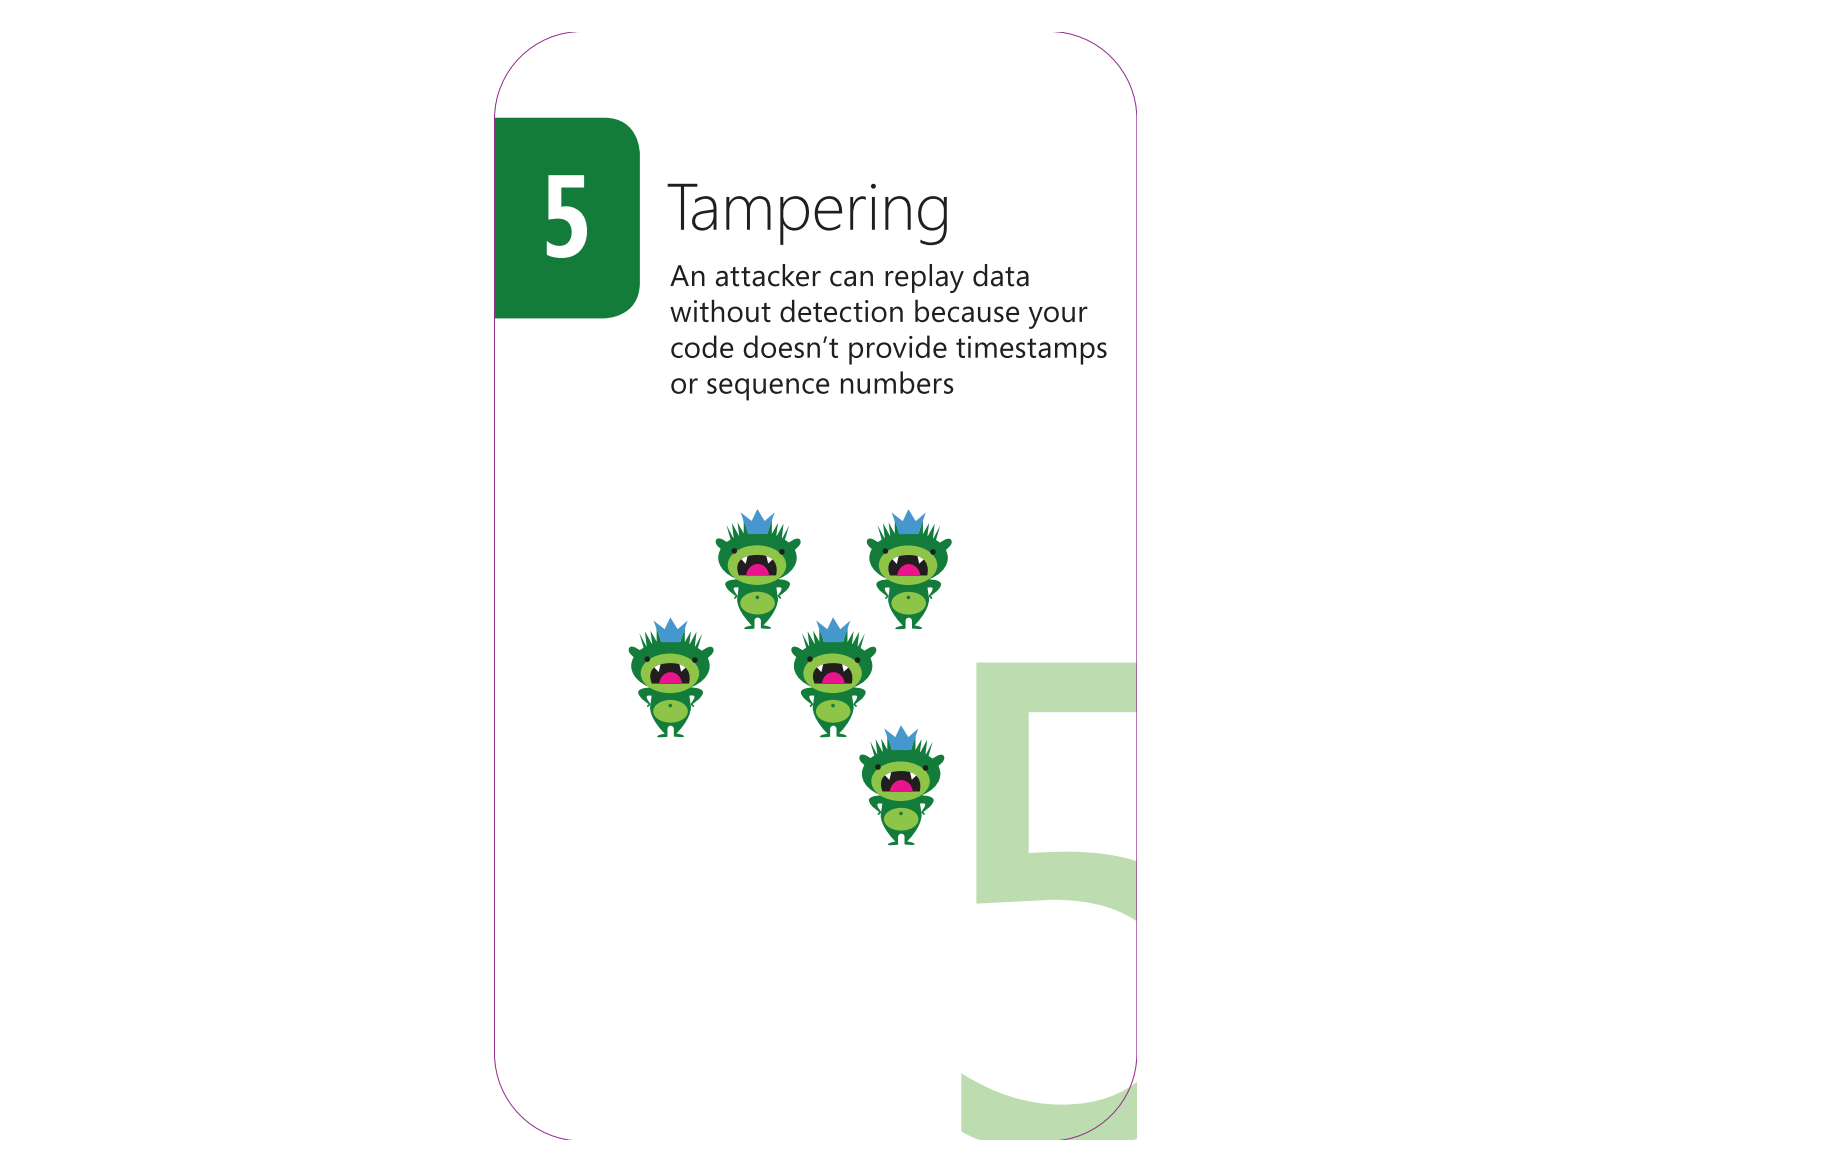 5
Tampering
An attacker can replay data
without detection because your
code doesn’t provide timestamps
or sequence numbers
5